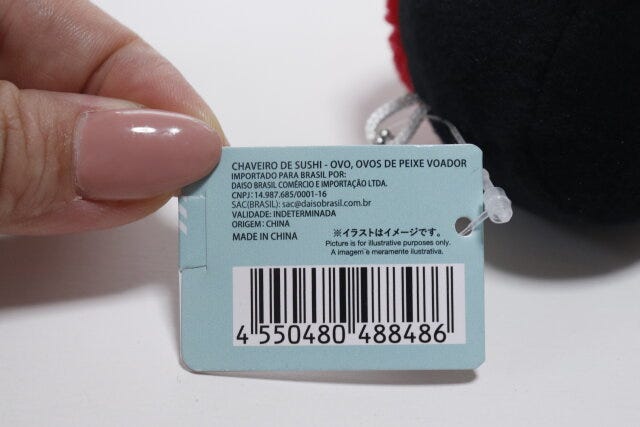 CHAVEIRO DE SUSHI - OVO, OVOS DE PEIXE VOADOR
IMPORTADO PARA BRASIL POR:
DAISO BRASIL COMÉRCIO E IMPORTAÇÃO LTDA.
CNPJ: 14.987.685/0001-16
SAC(BRASIL): sac@daisobrasil.com.br
VALIDADE: INDETERMINADA
ORIGEM: CHINA
MADE IN CHINA
※イラストはイメージです。
Picture is for illustrative purposes only.
A imagem´e meramente ilustrativa.
4 550480 488486